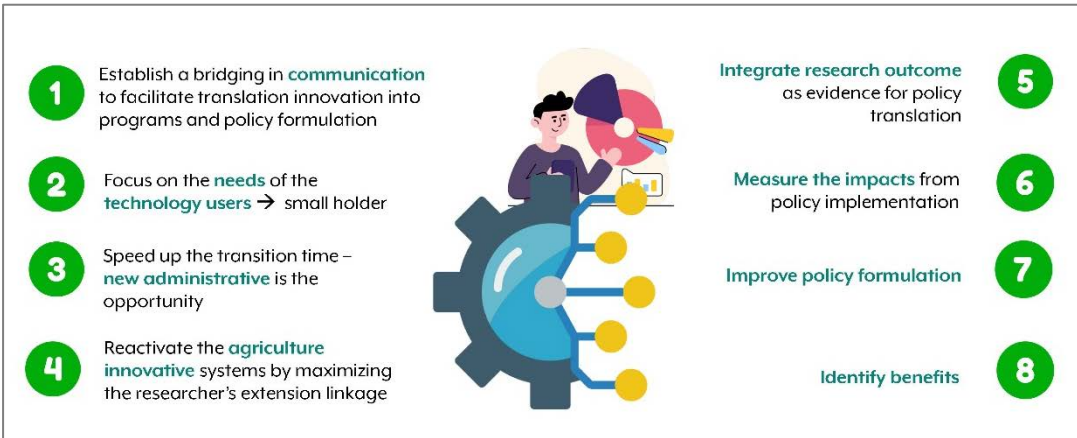 1
Establish a bridging in communication
to facilitate translation innovation into
programs and policy formulation
2
Focus on the needs of the
technology users → small holder
3
Speed up the transition time –
new administrative is the
opportunity
4
Reactivate the agriculture
innovative systems by maximizing
the researcher's extension linkage
Integrate research outcome
as evidence for policy
translation
5
Measure the impacts from
policy implementation
6
Improve policy formulation
7
Identify benefits
8